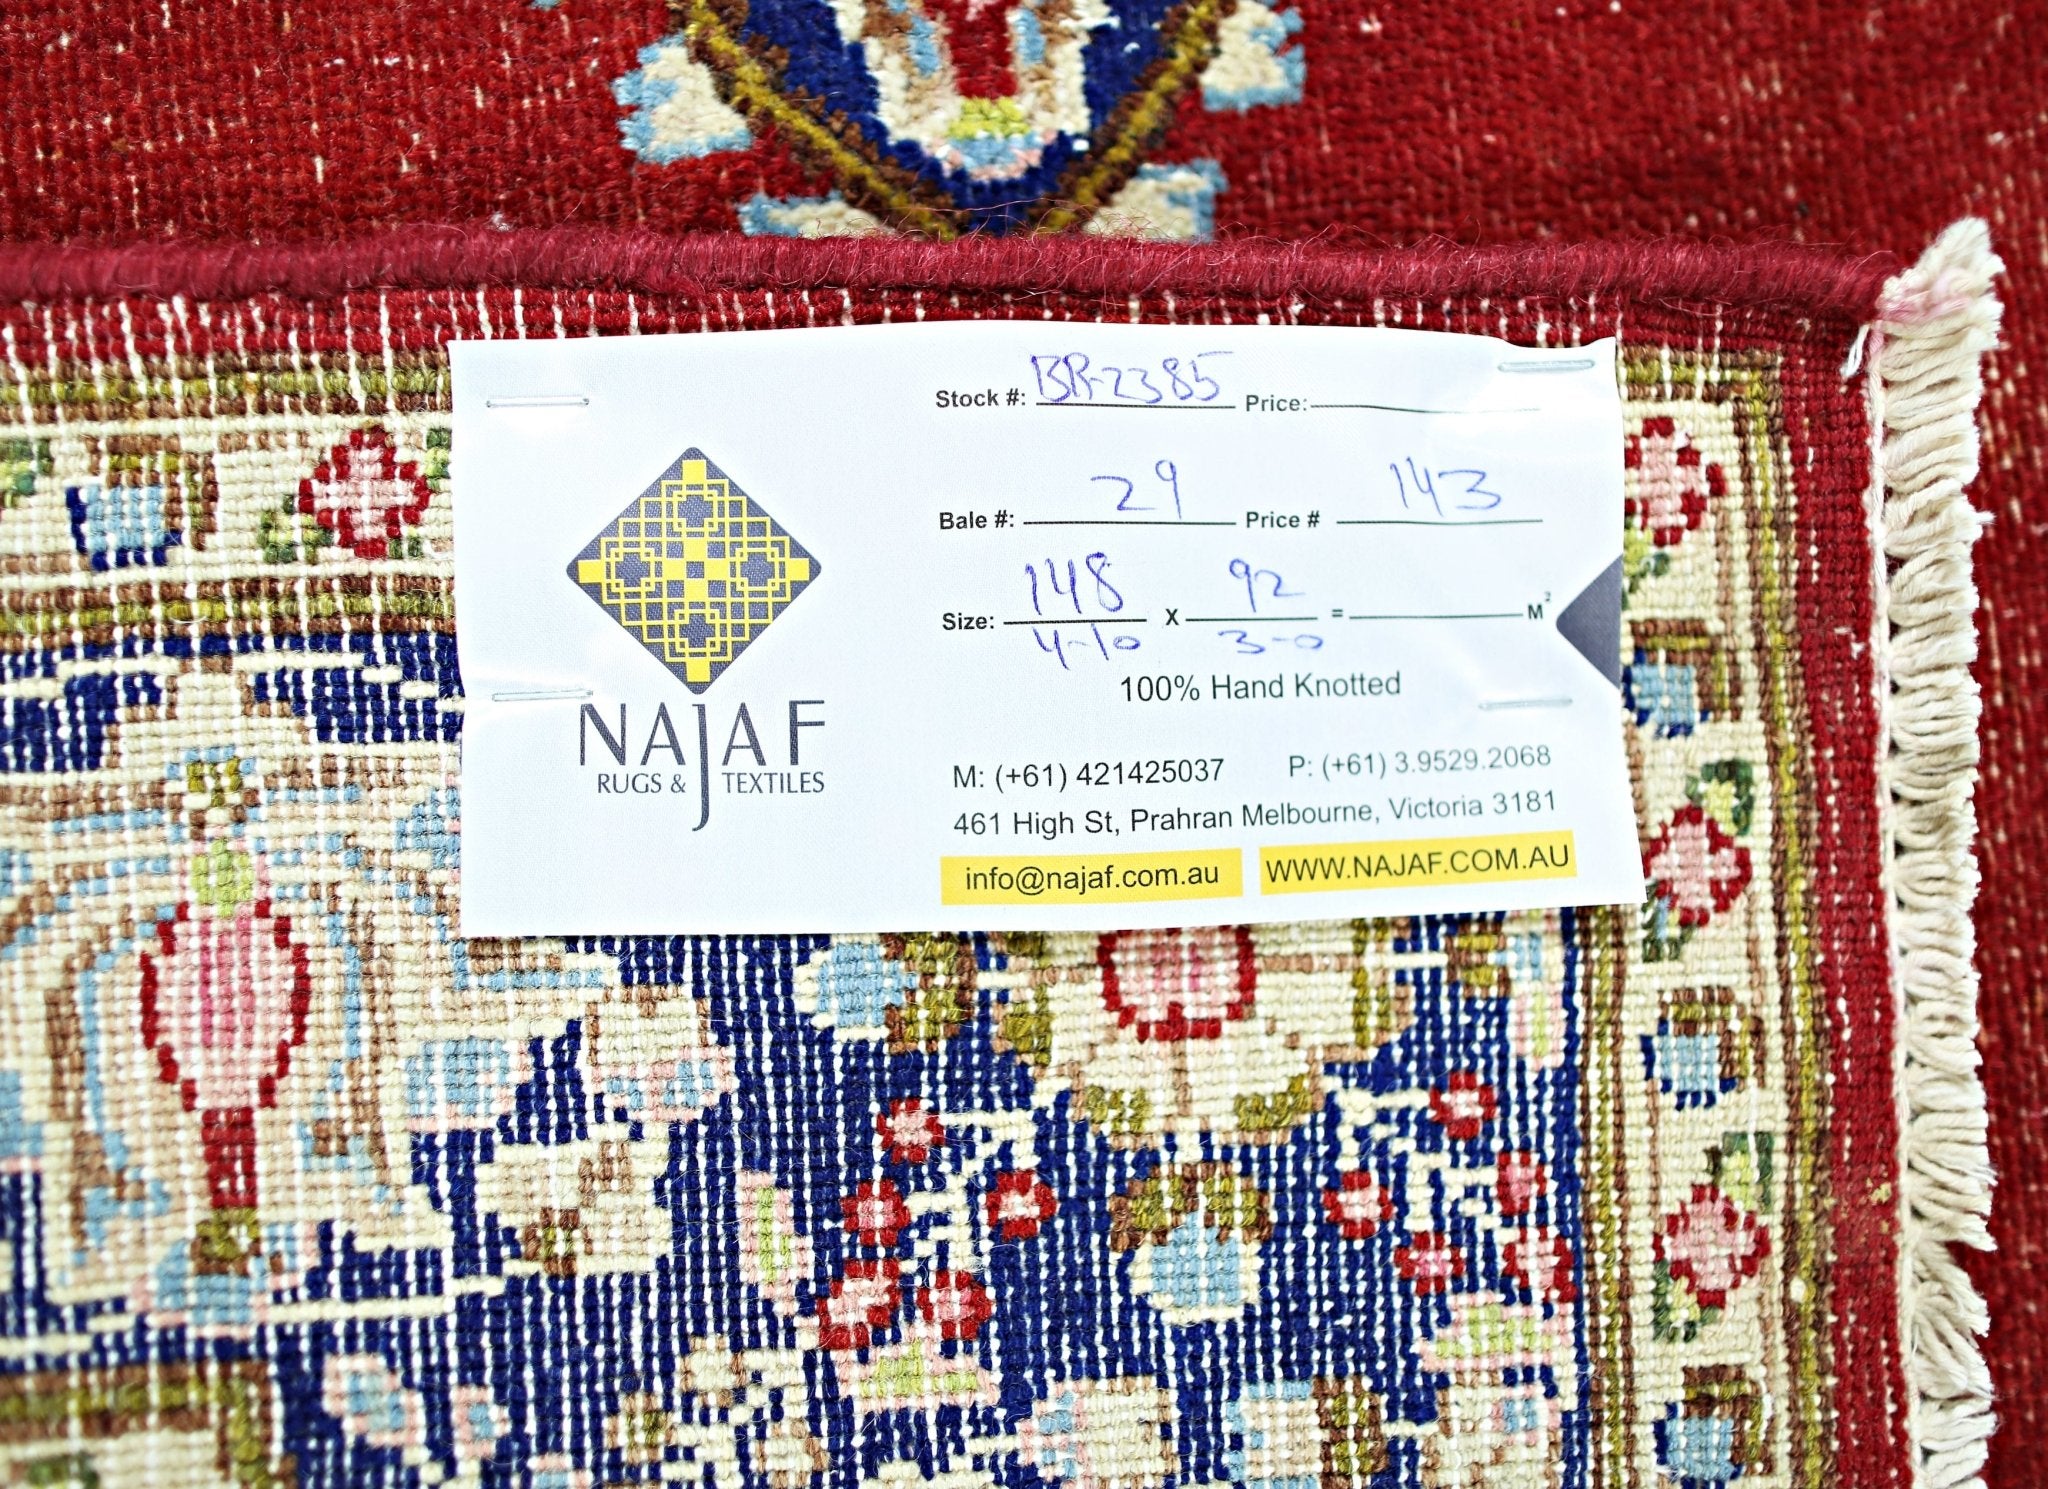 NAJAF
RUGS & TEXTILES
Stock #: BR-2385 Price:
Bale #: 29 Price # 143
Size: 148 X 92 = M²
4-10 3-0
100% Hand Knotted
M: (+61) 421425037 P: (+61) 3.9529.2068
461 High St, Prahran Melbourne, Victoria 3181
info@najaf.com.au WWW.NAJAF.COM.AU